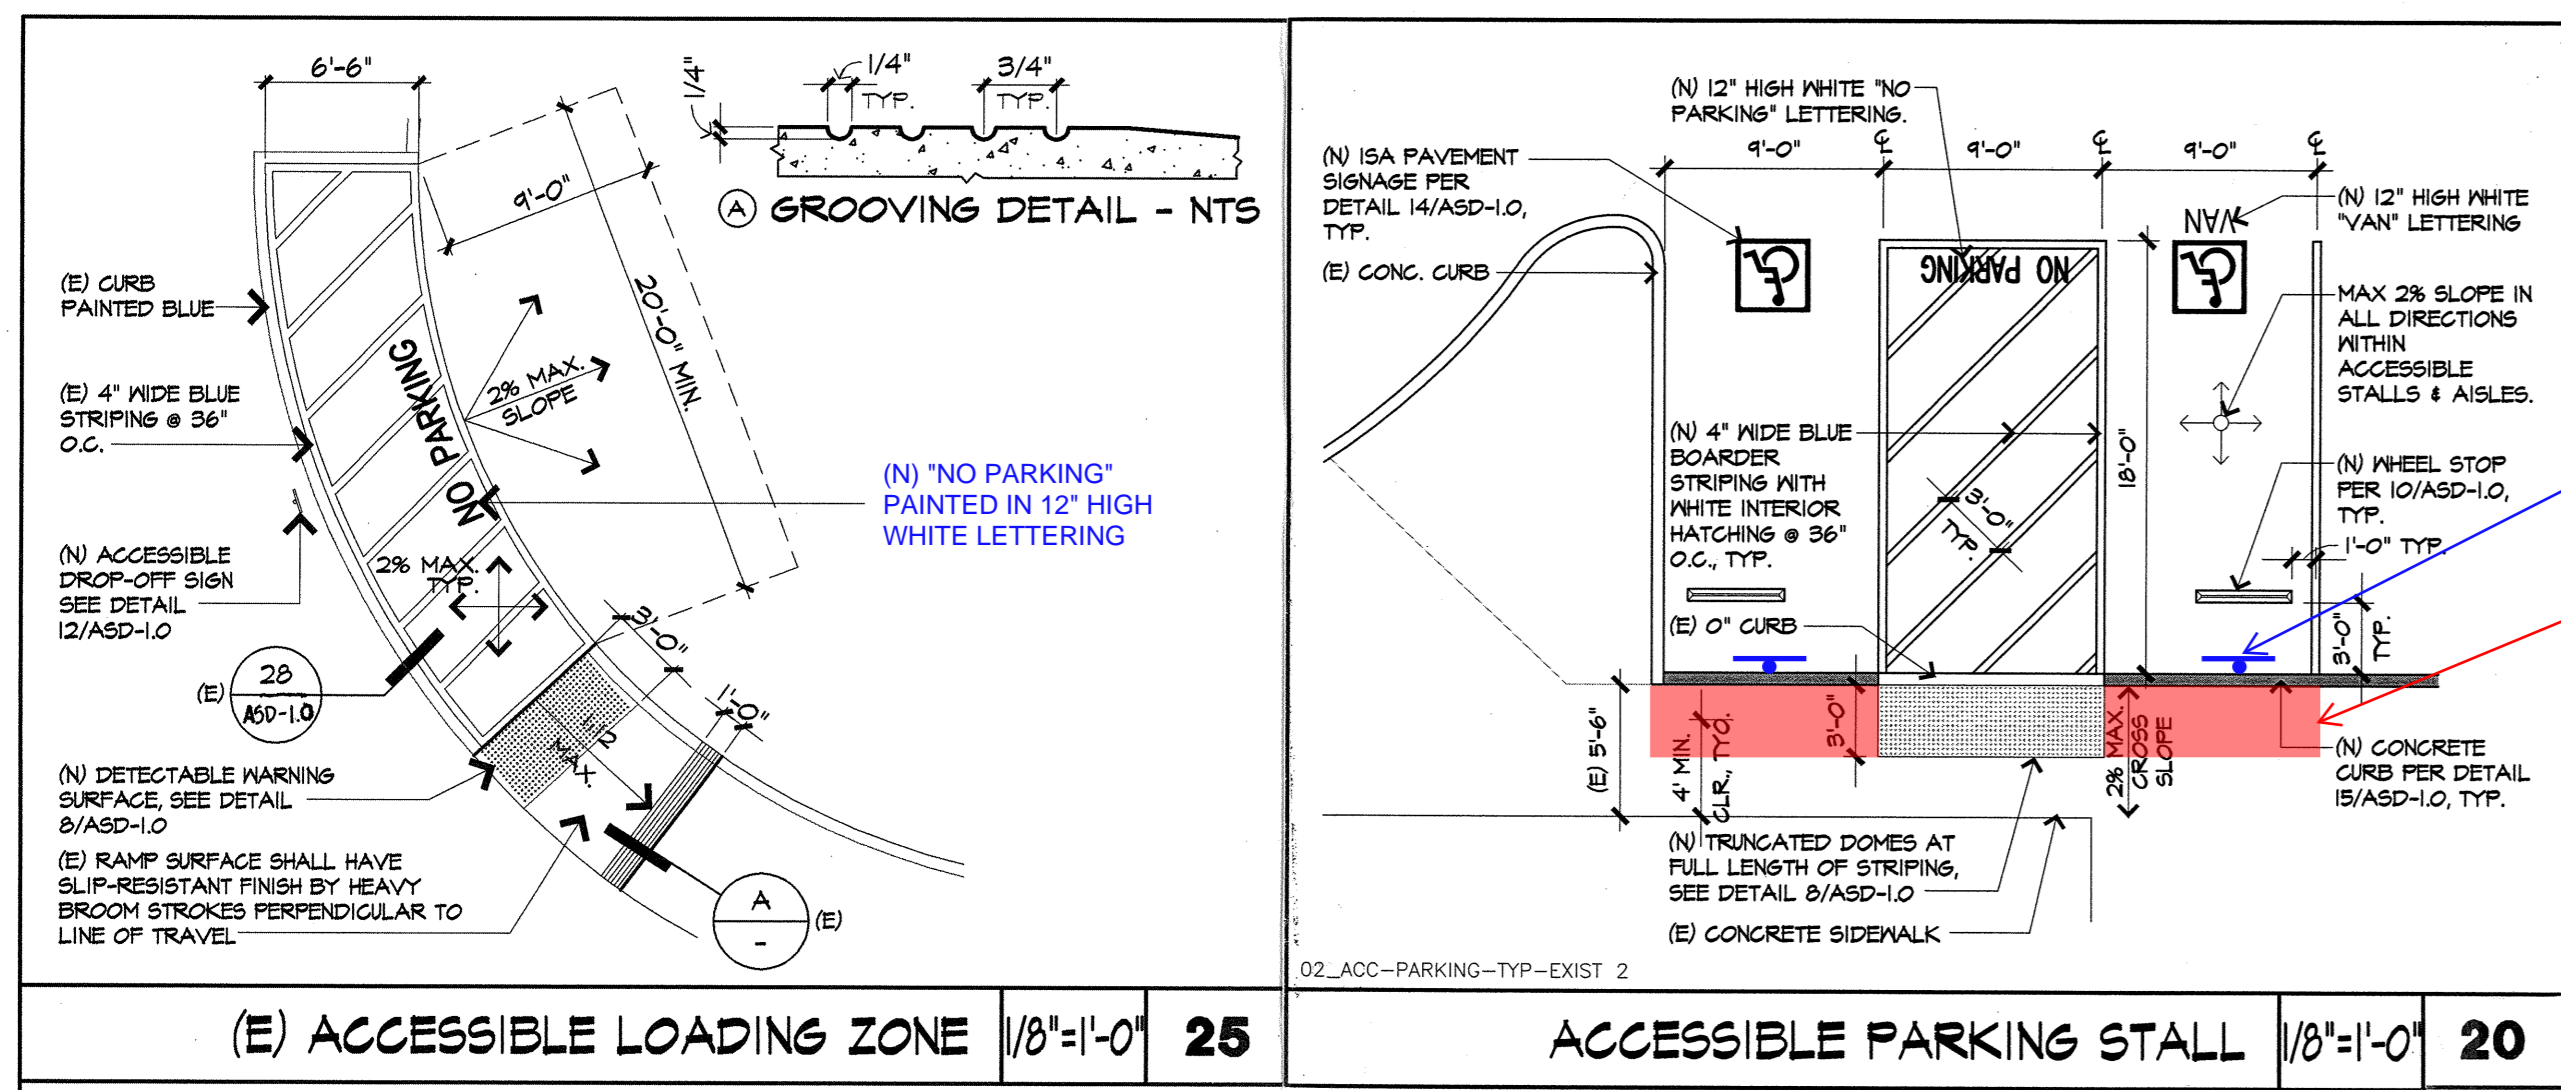 6'-6"
1/4"
1/4"
TYP.
3/4"
TYP.
A GROOVING DETAIL - NTS
9'-0"
20'-0" MIN.
(E) CURB
PAINTED BLUE
2% MAX.
SLOPE
NO PARKING
(E) 4" WIDE BLUE
STRIPING @ 36"
O.C.
(N) "NO PARKING"
PAINTED IN 12" HIGH
WHITE LETTERING
(N) ACCESSIBLE
DROP-OFF SIGN
SEE DETAIL
12/ASD-1.0
2% MAX.
TYP.
3'-0"
1'-0"
(E)
28
ASD-1.0
1:12
MAX.
(N) DETECTABLE WARNING
SURFACE, SEE DETAIL
8/ASD-1.0
(E) RAMP SURFACE SHALL HAVE
SLIP-RESISTANT FINISH BY HEAVY
BROOM STROKES PERPENDICULAR TO
LINE OF TRAVEL
A
-
(E)
(E) ACCESSIBLE LOADING ZONE
1/8"=1'-0"
25
(N) 12" HIGH WHITE "NO
PARKING" LETTERING.
(N) ISA PAVEMENT
SIGNAGE PER
DETAIL 14/ASD-1.0,
TYP.
9'-0"
℄
9'-0"
℄
9'-0"
℄
(N) 12" HIGH WHITE
"VAN" LETTERING
VAN
NO PARKING
(E) CONC. CURB
MAX 2% SLOPE IN
ALL DIRECTIONS
WITHIN
ACCESSIBLE
STALLS & AISLES.
(N) 4" WIDE BLUE
BOARDER
STRIPING WITH
WHITE INTERIOR
HATCHING @ 36"
O.C., TYP.
3'-0"
TYP.
18'-0"
(N) WHEEL STOP
PER 10/ASD-1.0,
TYP.
1'-0" TYP.
(E) 0" CURB
3'-0"
TYP.
(E) 5'-6"
4' MIN.
CLR., TYO.
3'-0"
2% MAX.
CROSS
SLOPE
(N) CONCRETE
CURB PER DETAIL
15/ASD-1.0, TYP.
(N) TRUNCATED DOMES AT
FULL LENGTH OF STRIPING,
SEE DETAIL 8/ASD-1.0
(E) CONCRETE SIDEWALK
02_ACC-PARKING-TYP-EXIST 2
ACCESSIBLE PARKING STALL
1/8"=1'-0"
20